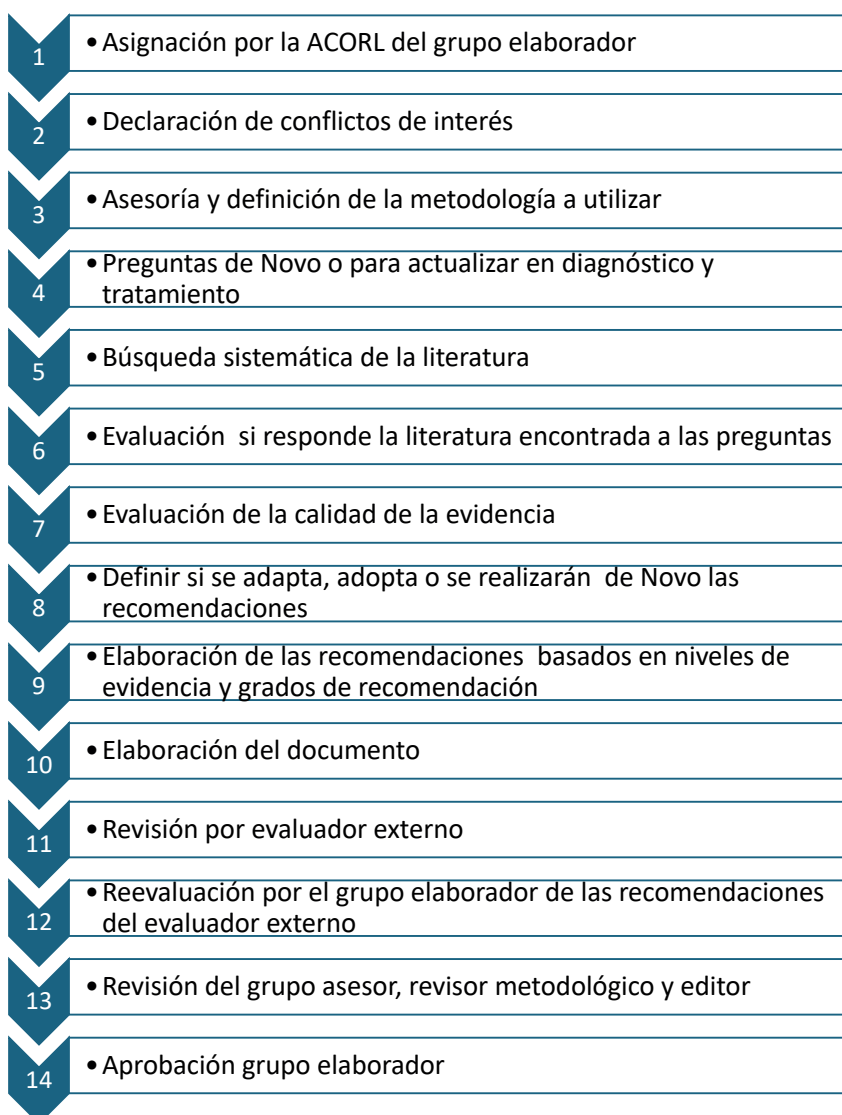 1
• Asignación por la ACORL del grupo elaborador
2
• Declaración de conflictos de interés
3
• Asesoría y definición de la metodología a utilizar
4
• Preguntas de Novo o para actualizar en diagnóstico y
tratamiento
5
• Búsqueda sistemática de la literatura
6
• Evaluación si responde la literatura encontrada a las preguntas
7
• Evaluación de la calidad de la evidencia
8
• Definir si se adapta, adopta o se realizarán de Novo las
recomendaciones
9
• Elaboración de las recomendaciones basados en niveles de
evidencia y grados de recomendación
10
• Elaboración del documento
11
• Revisión por evaluador externo
12
• Reevaluación por el grupo elaborador de las recomendaciones
del evaluador externo
13
• Revisión del grupo asesor, revisor metodológico y editor
14
• Aprobación grupo elaborador